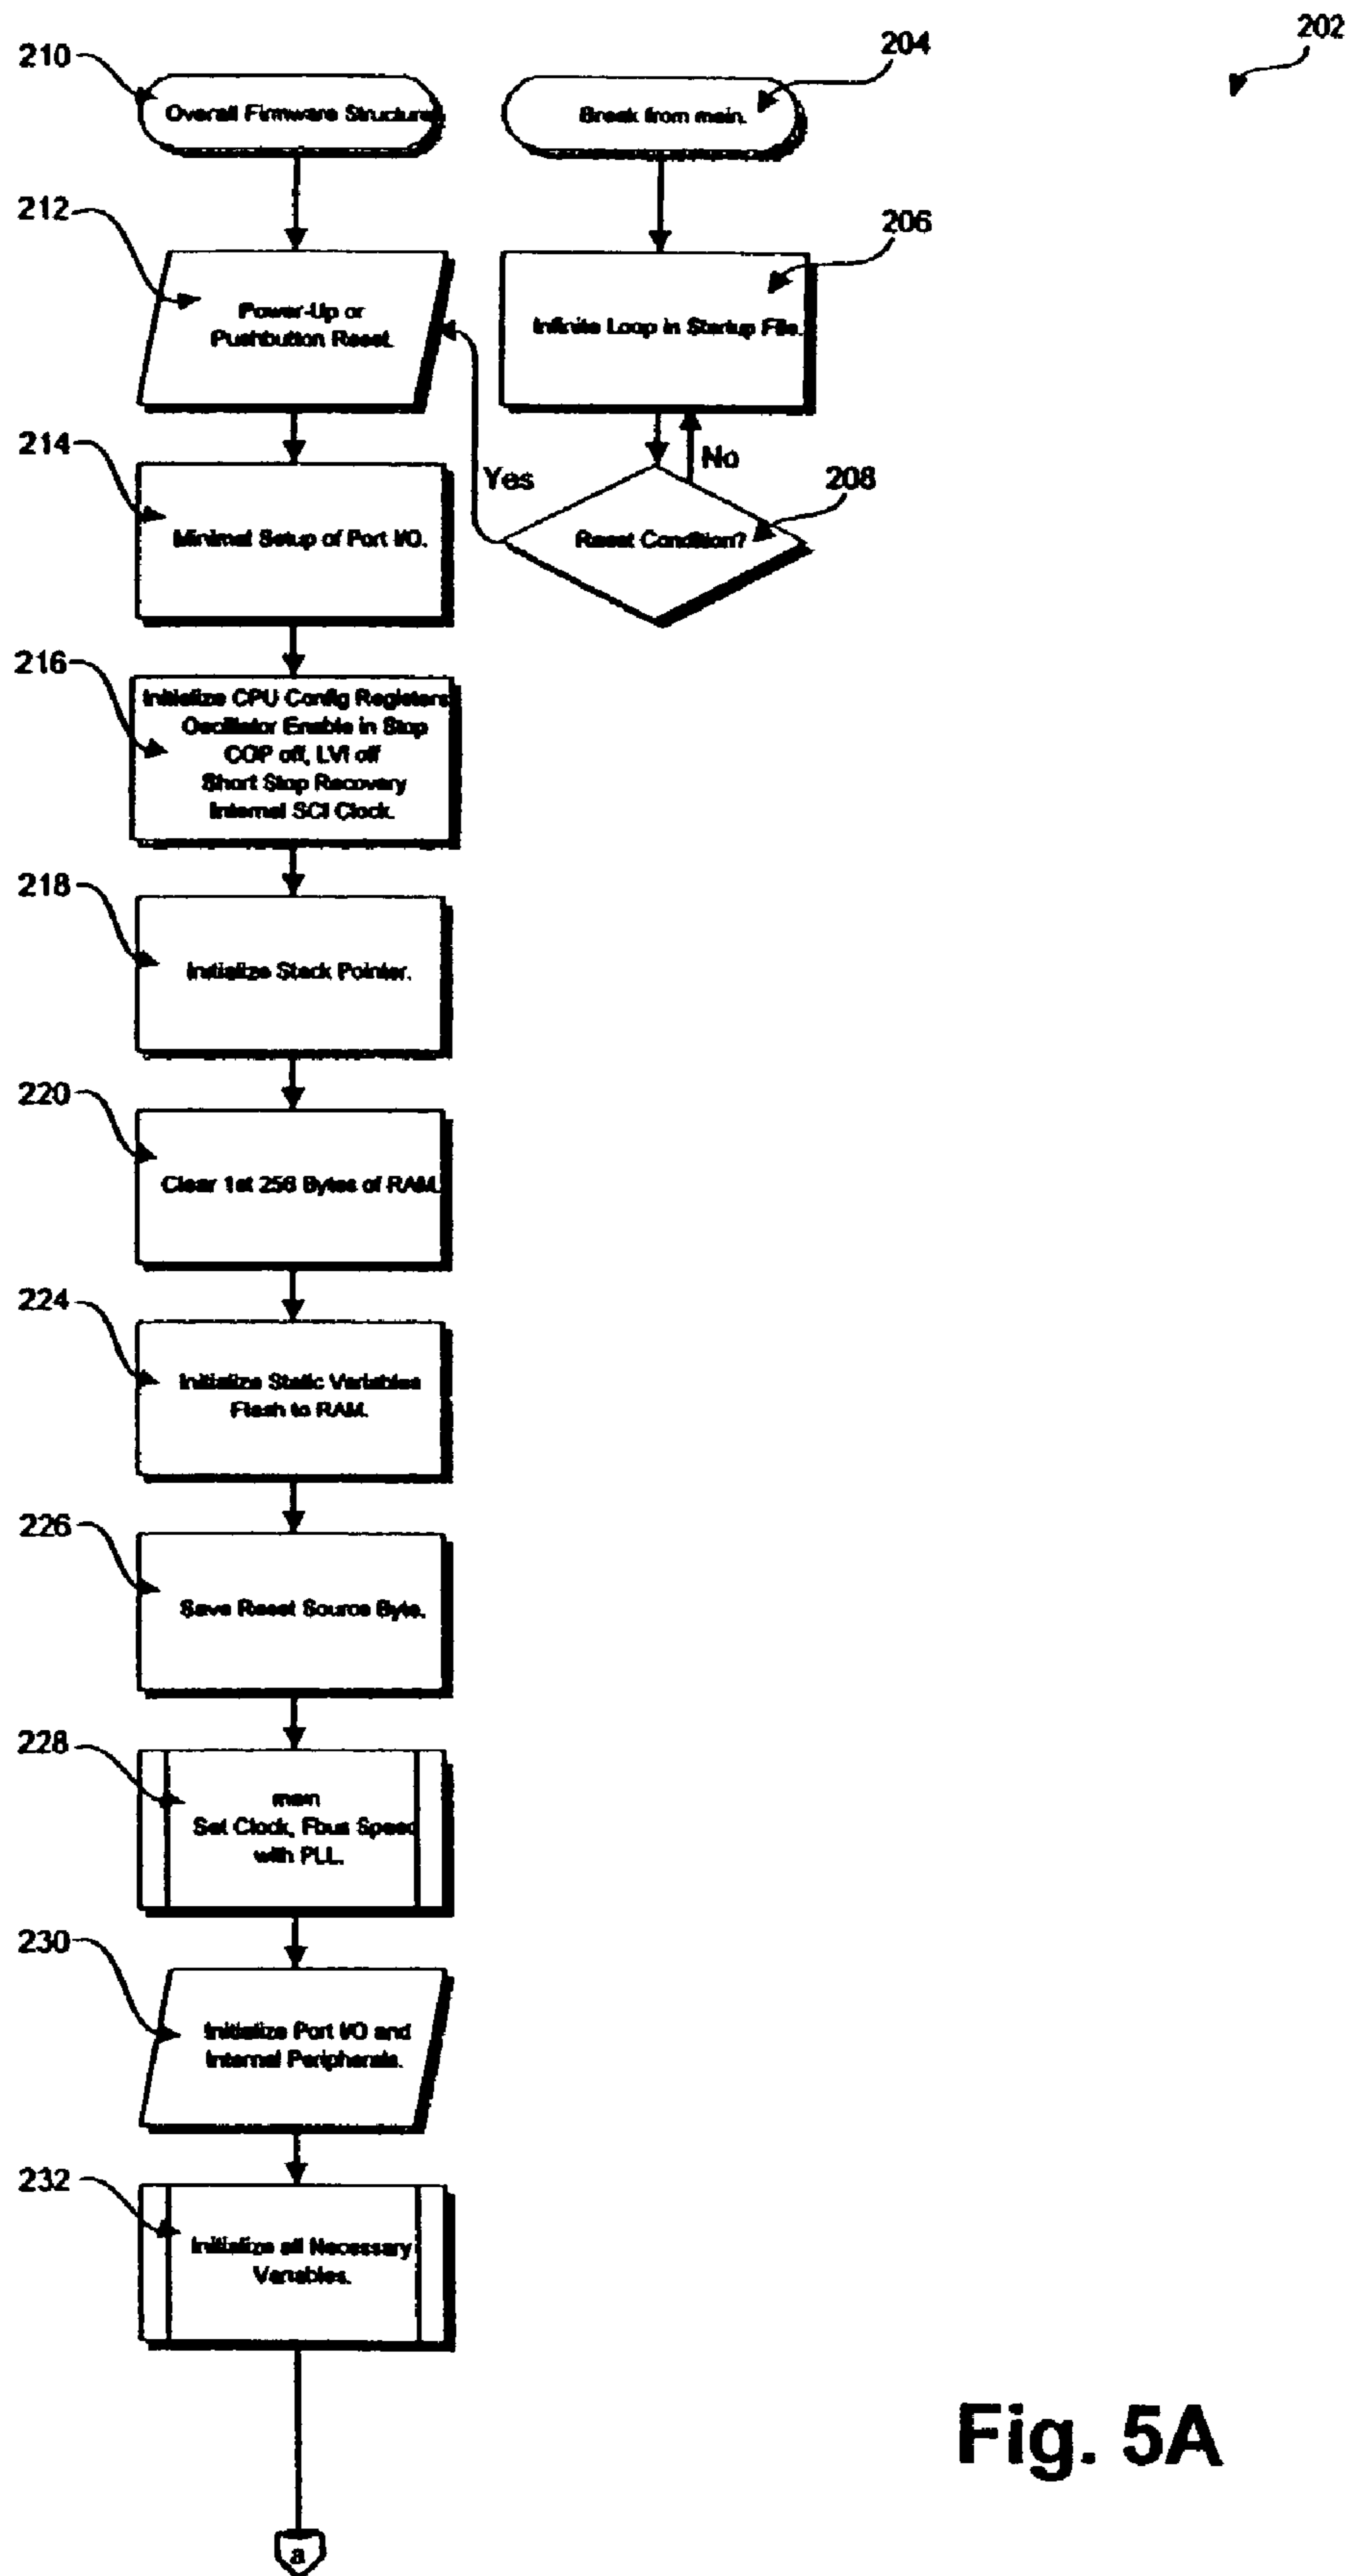 202
210
204
Overall Firmware Structure
Break from main.
212
206
Power-Up or
Pushbutton Reset.
Infinite Loop in Startup File.
214
No
Yes
208
Minimal Setup of Port I/O.
Reset Condition?
216
Initialize CPU Config Registers
Oscillator Enable in Stop
COP off, LVI off
Short Stop Recovery
Internal SCI Clock.
218
Initialize Stack Pointer.
220
Clear 1st 256 Bytes of RAM.
224
Initialize Static Variables
Flash to RAM.
226
Save Reset Source Byte.
228
main
Set Clock, Fbus Speed
with PLL.
230
Initialize Port I/O and
Internal Peripherals.
232
Initialize all Necessary
Variables.
Fig. 5A
a